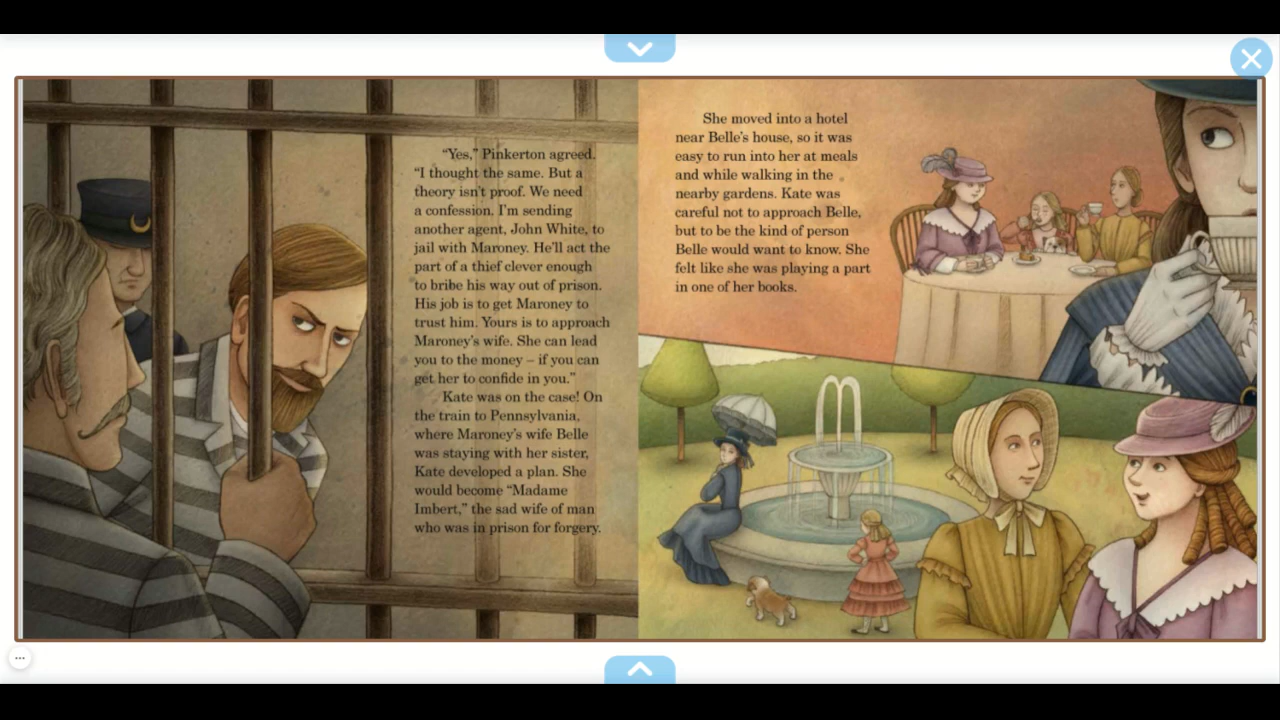 “Yes,” Pinkerton agreed.
“I thought the same. But a
theory isn’t proof. We need
a confession. I’m sending
another agent, John White, to
jail with Maroney. He’ll act the
part of a thief clever enough
to bribe his way out of prison.
His job is to get Maroney to
trust him. Yours is to approach
Maroney’s wife. She can lead
you to the money – if you can
get her to confide in you.”
Kate was on the case! On
the train to Pennsylvania,
where Maroney’s wife Belle
was staying with her sister,
Kate developed a plan. She
would become “Madame
Imbert,” the sad wife of man
who was in prison for forgery.
She moved into a hotel
near Belle’s house, so it was
easy to run into her at meals
and while walking in the
nearby gardens. Kate was
careful not to approach Belle,
but to be the kind of person
Belle would want to know. She
felt like she was playing a part
in one of her books.